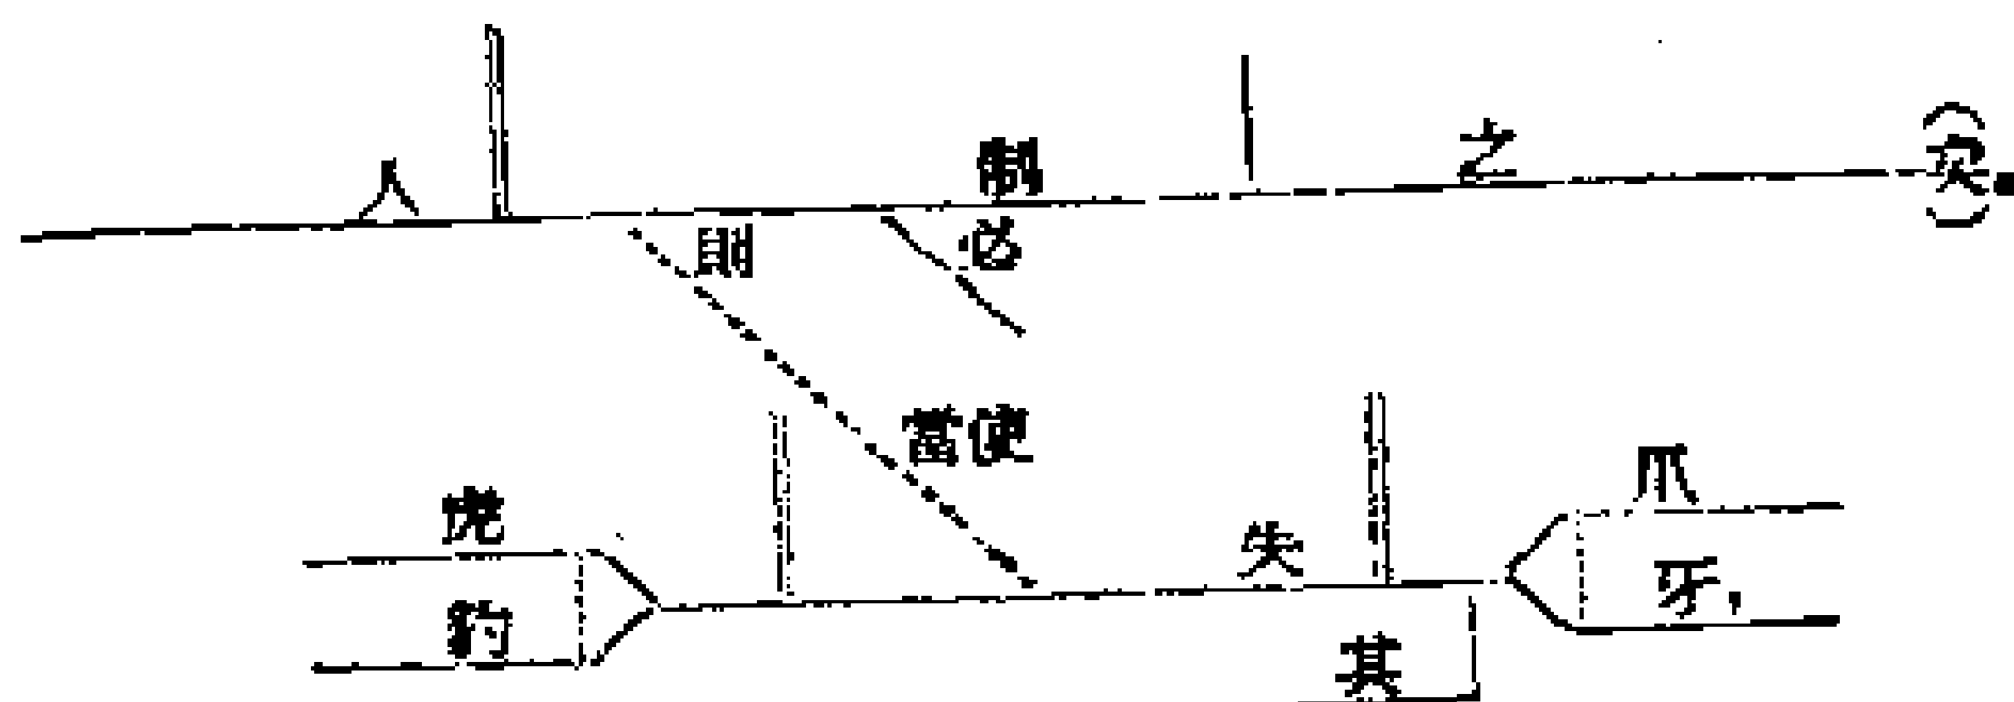 人 制 之 (矣).
則 必
當使
虎 失 爪
豹 牙,
其